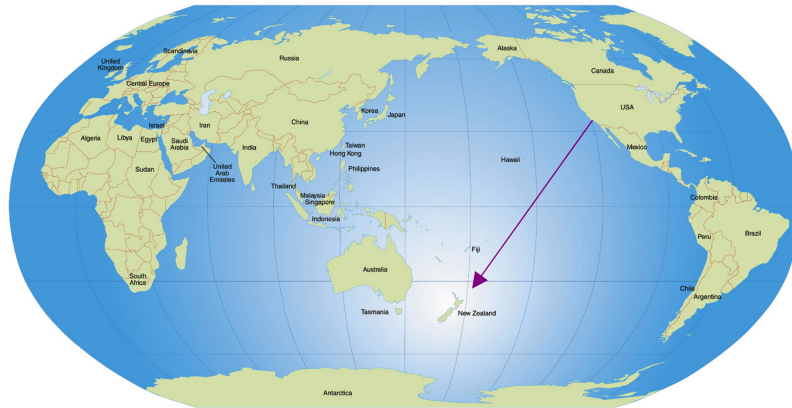 Alaska
Scandinavia
United
Kingdom
Russia
Canada
Central Europe
USA
Korea
Japan
Israel
Iran
China
Algeria
Libya
Egypt
Saudi
Arabia
India
Taiwan
Hong Kong
Mexico
Hawaii
Sudan
United
Arab
Emirates
Philippines
Thailand
Malaysia
Singapore
Colombia
Indonesia
Peru
Brazil
Fiji
Australia
South
Africa
Chile
Argentina
Tasmania
New Zealand
Antarctica